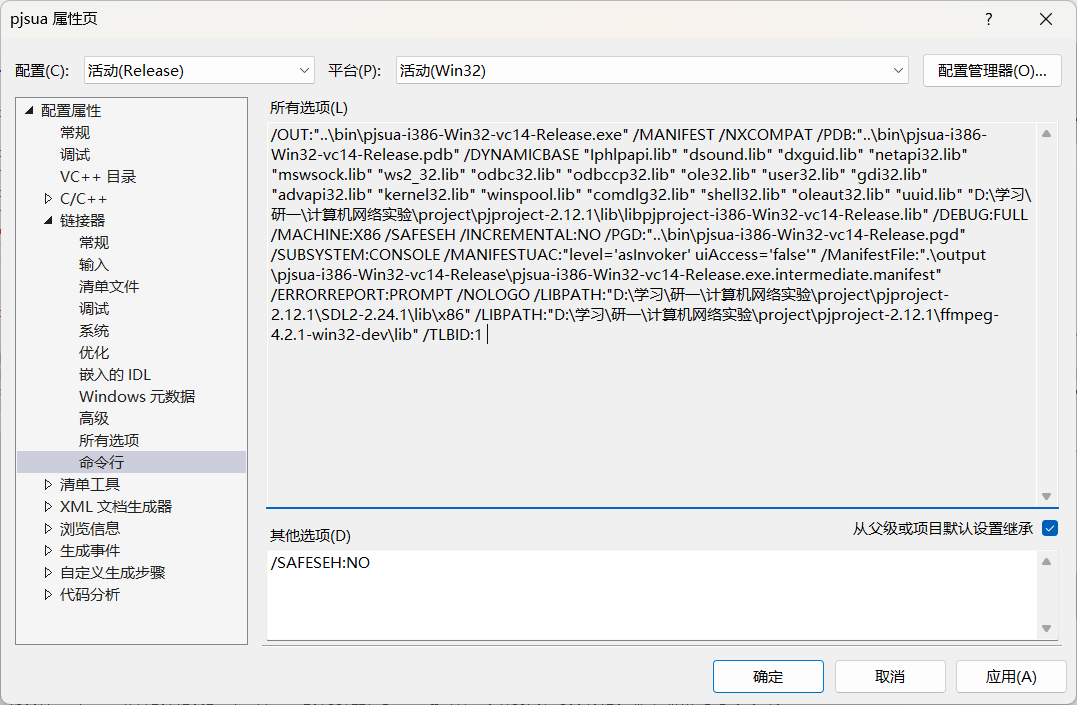 pjsua 属性页
配置(C): 活动(Release) 平台(P): 活动(Win32) 配置管理器(O)...
配置属性
常规
调试
VC++ 目录
C/C++
链接器
常规
输入
清单文件
调试
系统
优化
嵌入的 IDL
Windows 元数据
高级
所有选项
命令行
清单工具
XML 文档生成器
浏览信息
生成事件
自定义生成步骤
代码分析
所有选项(L)
/OUT:"..\bin\pjsua-i386-Win32-vc14-Release.exe" /MANIFEST /NXCOMPAT /PDB:"..\bin\pjsua-i386-
Win32-vc14-Release.pdb" /DYNAMICBASE "Iphlpapi.lib" "dsound.lib" "dxguid.lib" "netapi32.lib"
"mswsock.lib" "ws2_32.lib" "odbc32.lib" "odbccp32.lib" "ole32.lib" "user32.lib" "gdi32.lib"
"advapi32.lib" "kernel32.lib" "winspool.lib" "comdlg32.lib" "shell32.lib" "oleaut32.lib" "uuid.lib" "D:\学习\
研一\计算机网络实验\project\pjproject-2.12.1\lib\libpjproject-i386-Win32-vc14-Release.lib" /DEBUG:FULL
/MACHINE:X86 /SAFESEH /INCREMENTAL:NO /PGD:"..\bin\pjsua-i386-Win32-vc14-Release.pgd"
/SUBSYSTEM:CONSOLE /MANIFESTUAC:"level='asInvoker' uiAccess='false'" /ManifestFile:".\output
\pjsua-i386-Win32-vc14-Release\pjsua-i386-Win32-vc14-Release.exe.intermediate.manifest"
/ERRORREPORT:PROMPT /NOLOGO /LIBPATH:"D:\学习\研一\计算机网络实验\project\pjproject-
2.12.1\SDL2-2.24.1\lib\x86" /LIBPATH:"D:\学习\研一\计算机网络实验\project\pjproject-2.12.1\ffmpeg-
4.2.1-win32-dev\lib" /TLBID:1
从父级或项目默认设置继承
其他选项(D)
/SAFESEH:NO
确定 取消 应用(A)